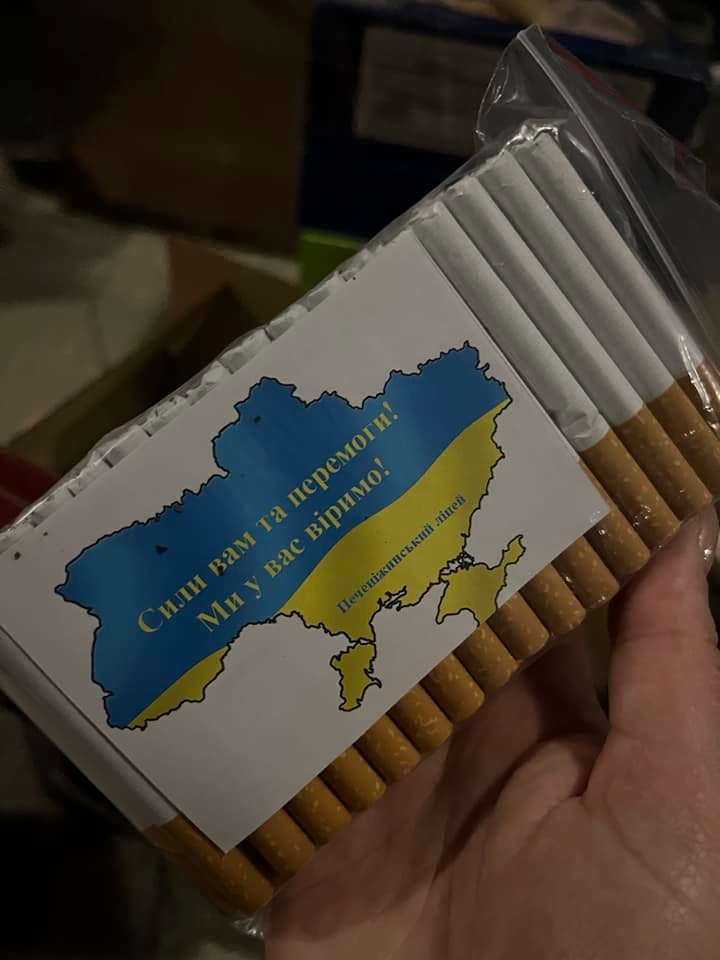 Сили вам та перемоги!
Ми у вас віримо!
Печеніжинський ліцей